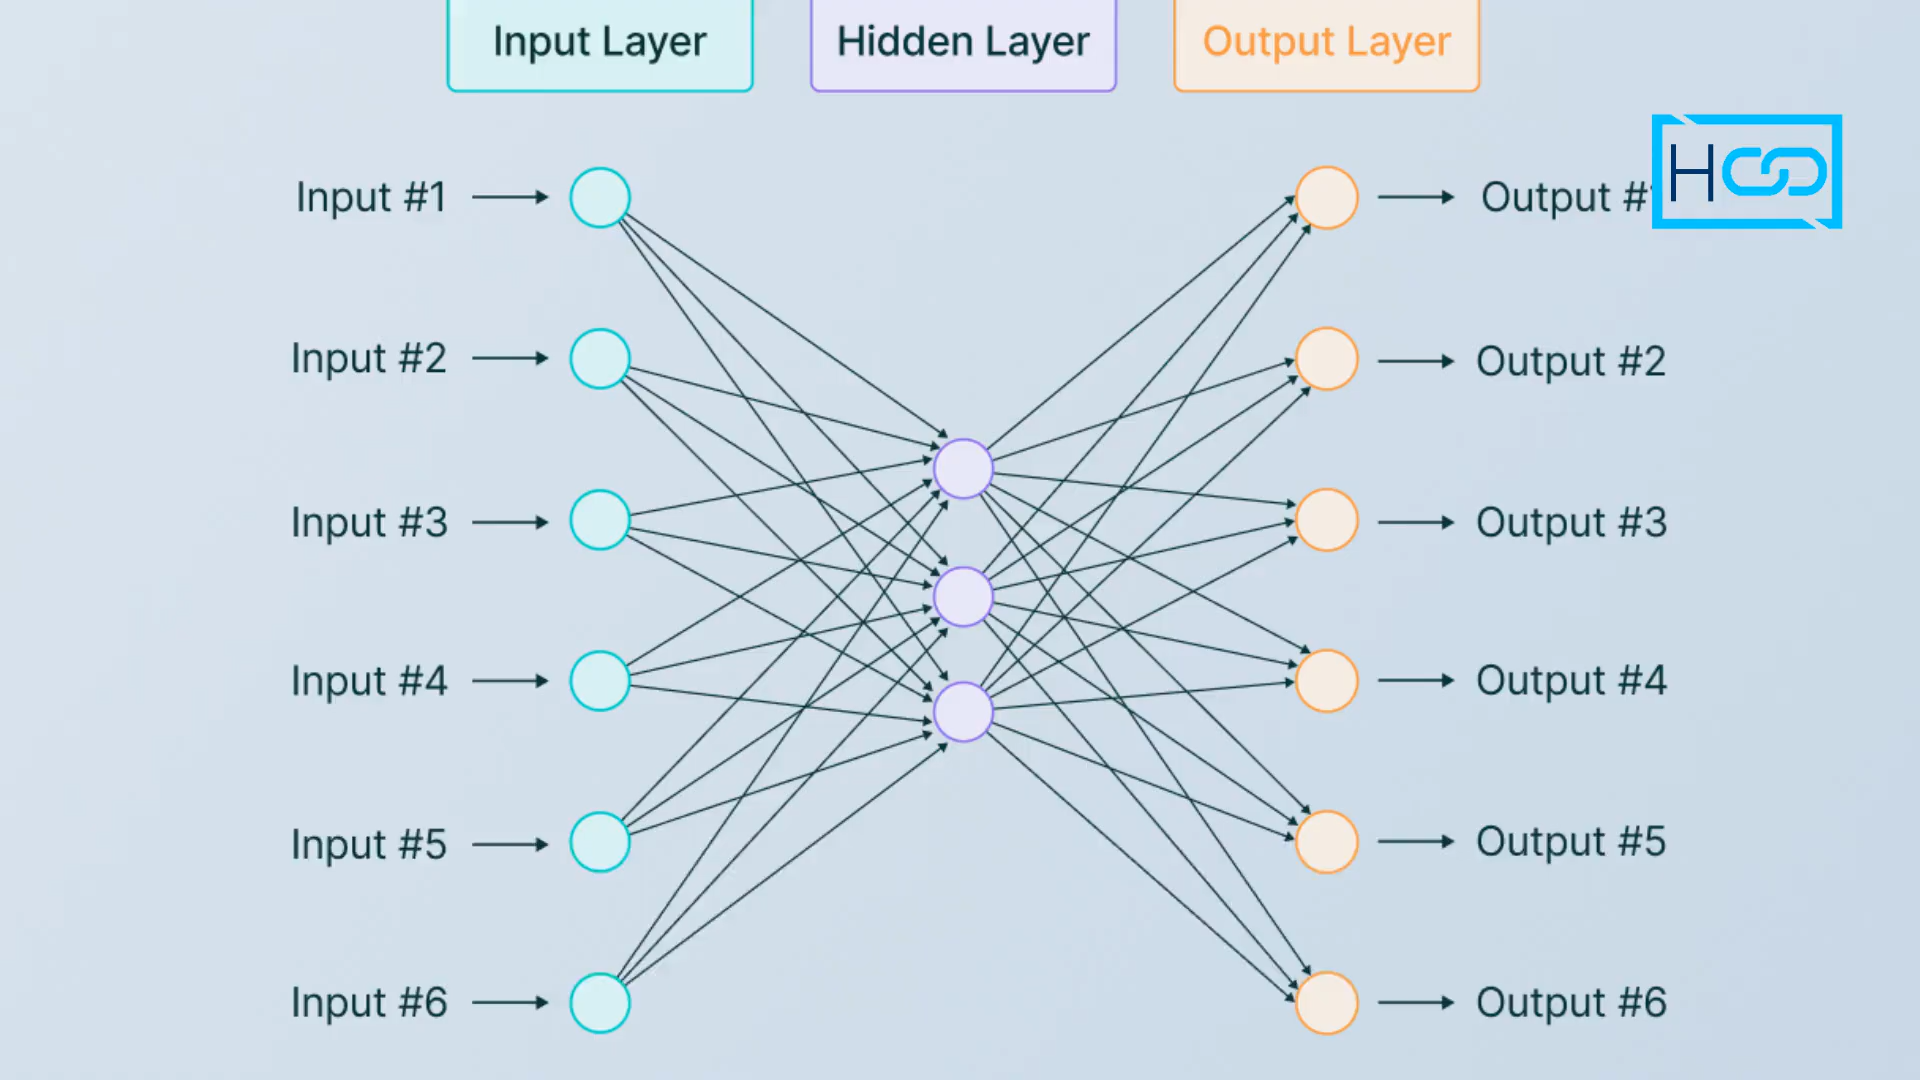 Input Layer
Hidden Layer
Output Layer
Input #1
Output #
H
Input #2
Output #2
Input #3
Output #3
Input #4
Output #4
Input #5
Output #5
Input #6
Output #6